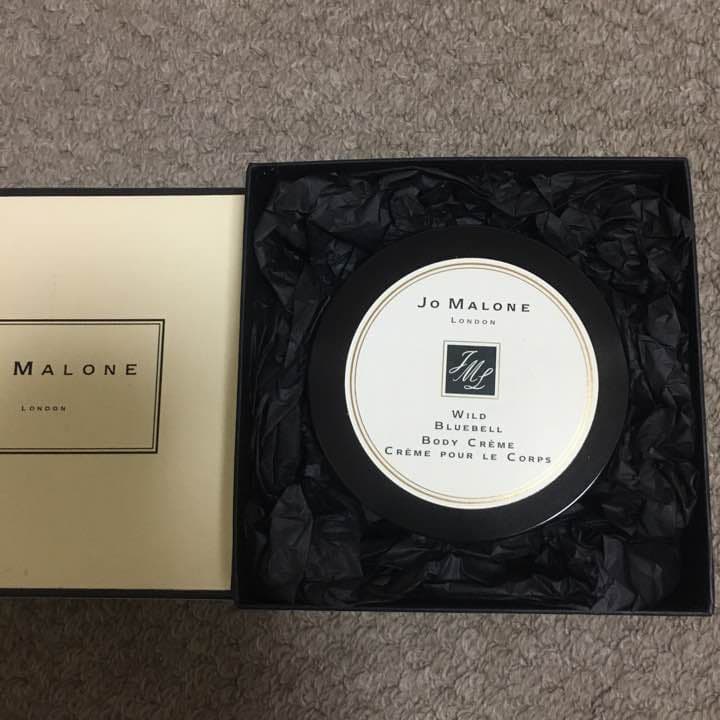 MALONE
LONDON
JO MALONE
LONDON
JML
WILD
BLUEBELL
BODY CRÈME
CRÈME POUR LE CORPS